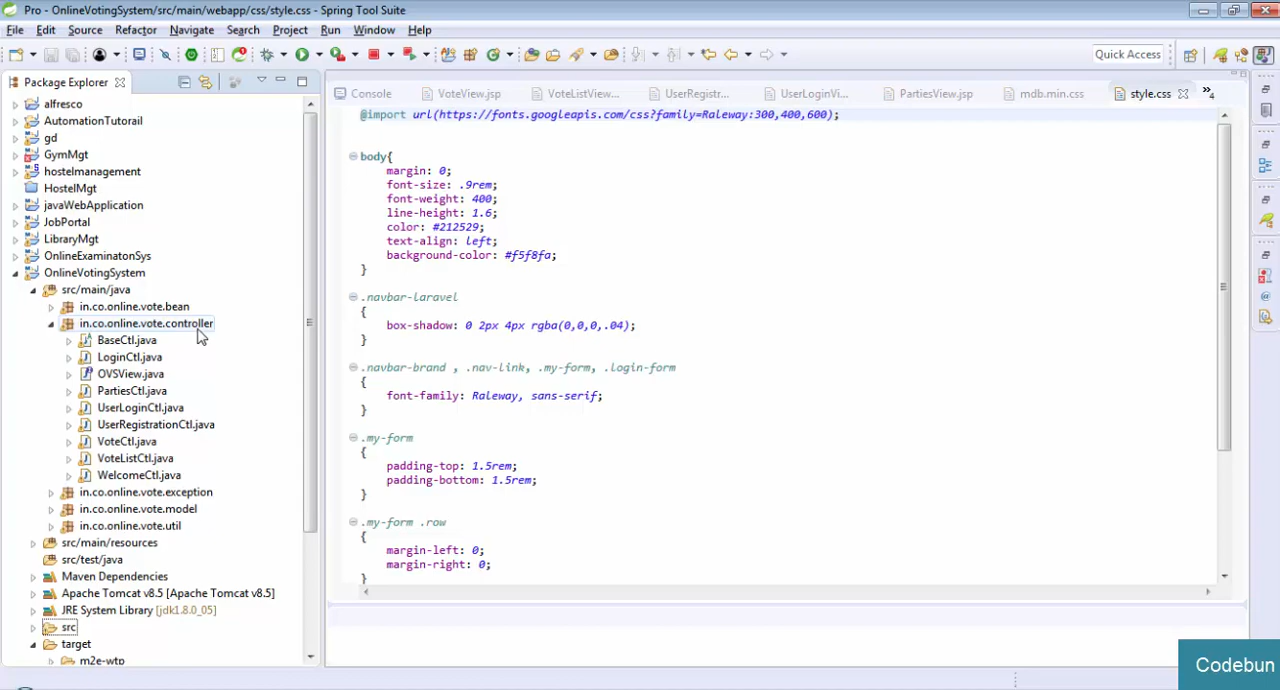 Pro - OnlineVotingSystem/src/main/webapp/css/style.css - Spring Tool Suite
File Edit Source Refactor Navigate Search Project Run Window Help
Quick Access
Package Explorer
Console VoteView.jsp VoteListView... UserRegistr... UserLoginVi... PartiesView.jsp mdb.min.css style.css »4
alfresco
AutomationTutorail
gd
GymMgt
hostelmanagement
HostelMgt
javaWebApplication
JobPortal
LibraryMgt
OnlineExaminatonSys
OnlineVotingSystem
src/main/java
in.co.online.vote.bean
in.co.online.vote.controller
BaseCtl.java
LoginCtl.java
OVSView.java
PartiesCtl.java
UserLoginCtl.java
UserRegistrationCtl.java
VoteCtl.java
VoteListCtl.java
WelcomeCtl.java
in.co.online.vote.exception
in.co.online.vote.model
in.co.online.vote.util
src/main/resources
src/test/java
Maven Dependencies
Apache Tomcat v8.5 [Apache Tomcat v8.5]
JRE System Library [jdk1.8.0_05]
src
target
m2e-wtp
@import url(https://fonts.googleapis.com/css?family=Raleway:300,400,600);
body{
margin: 0;
font-size: .9rem;
font-weight: 400;
line-height: 1.6;
color: #212529;
text-align: left;
background-color: #f5f8fa;
}
.navbar-laravel
{
box-shadow: 0 2px 4px rgba(0,0,0,.04);
}
.navbar-brand , .nav-link, .my-form, .login-form
{
font-family: Raleway, sans-serif;
}
.my-form
{
padding-top: 1.5rem;
padding-bottom: 1.5rem;
}
.my-form .row
{
margin-left: 0;
margin-right: 0;
}
Codebun